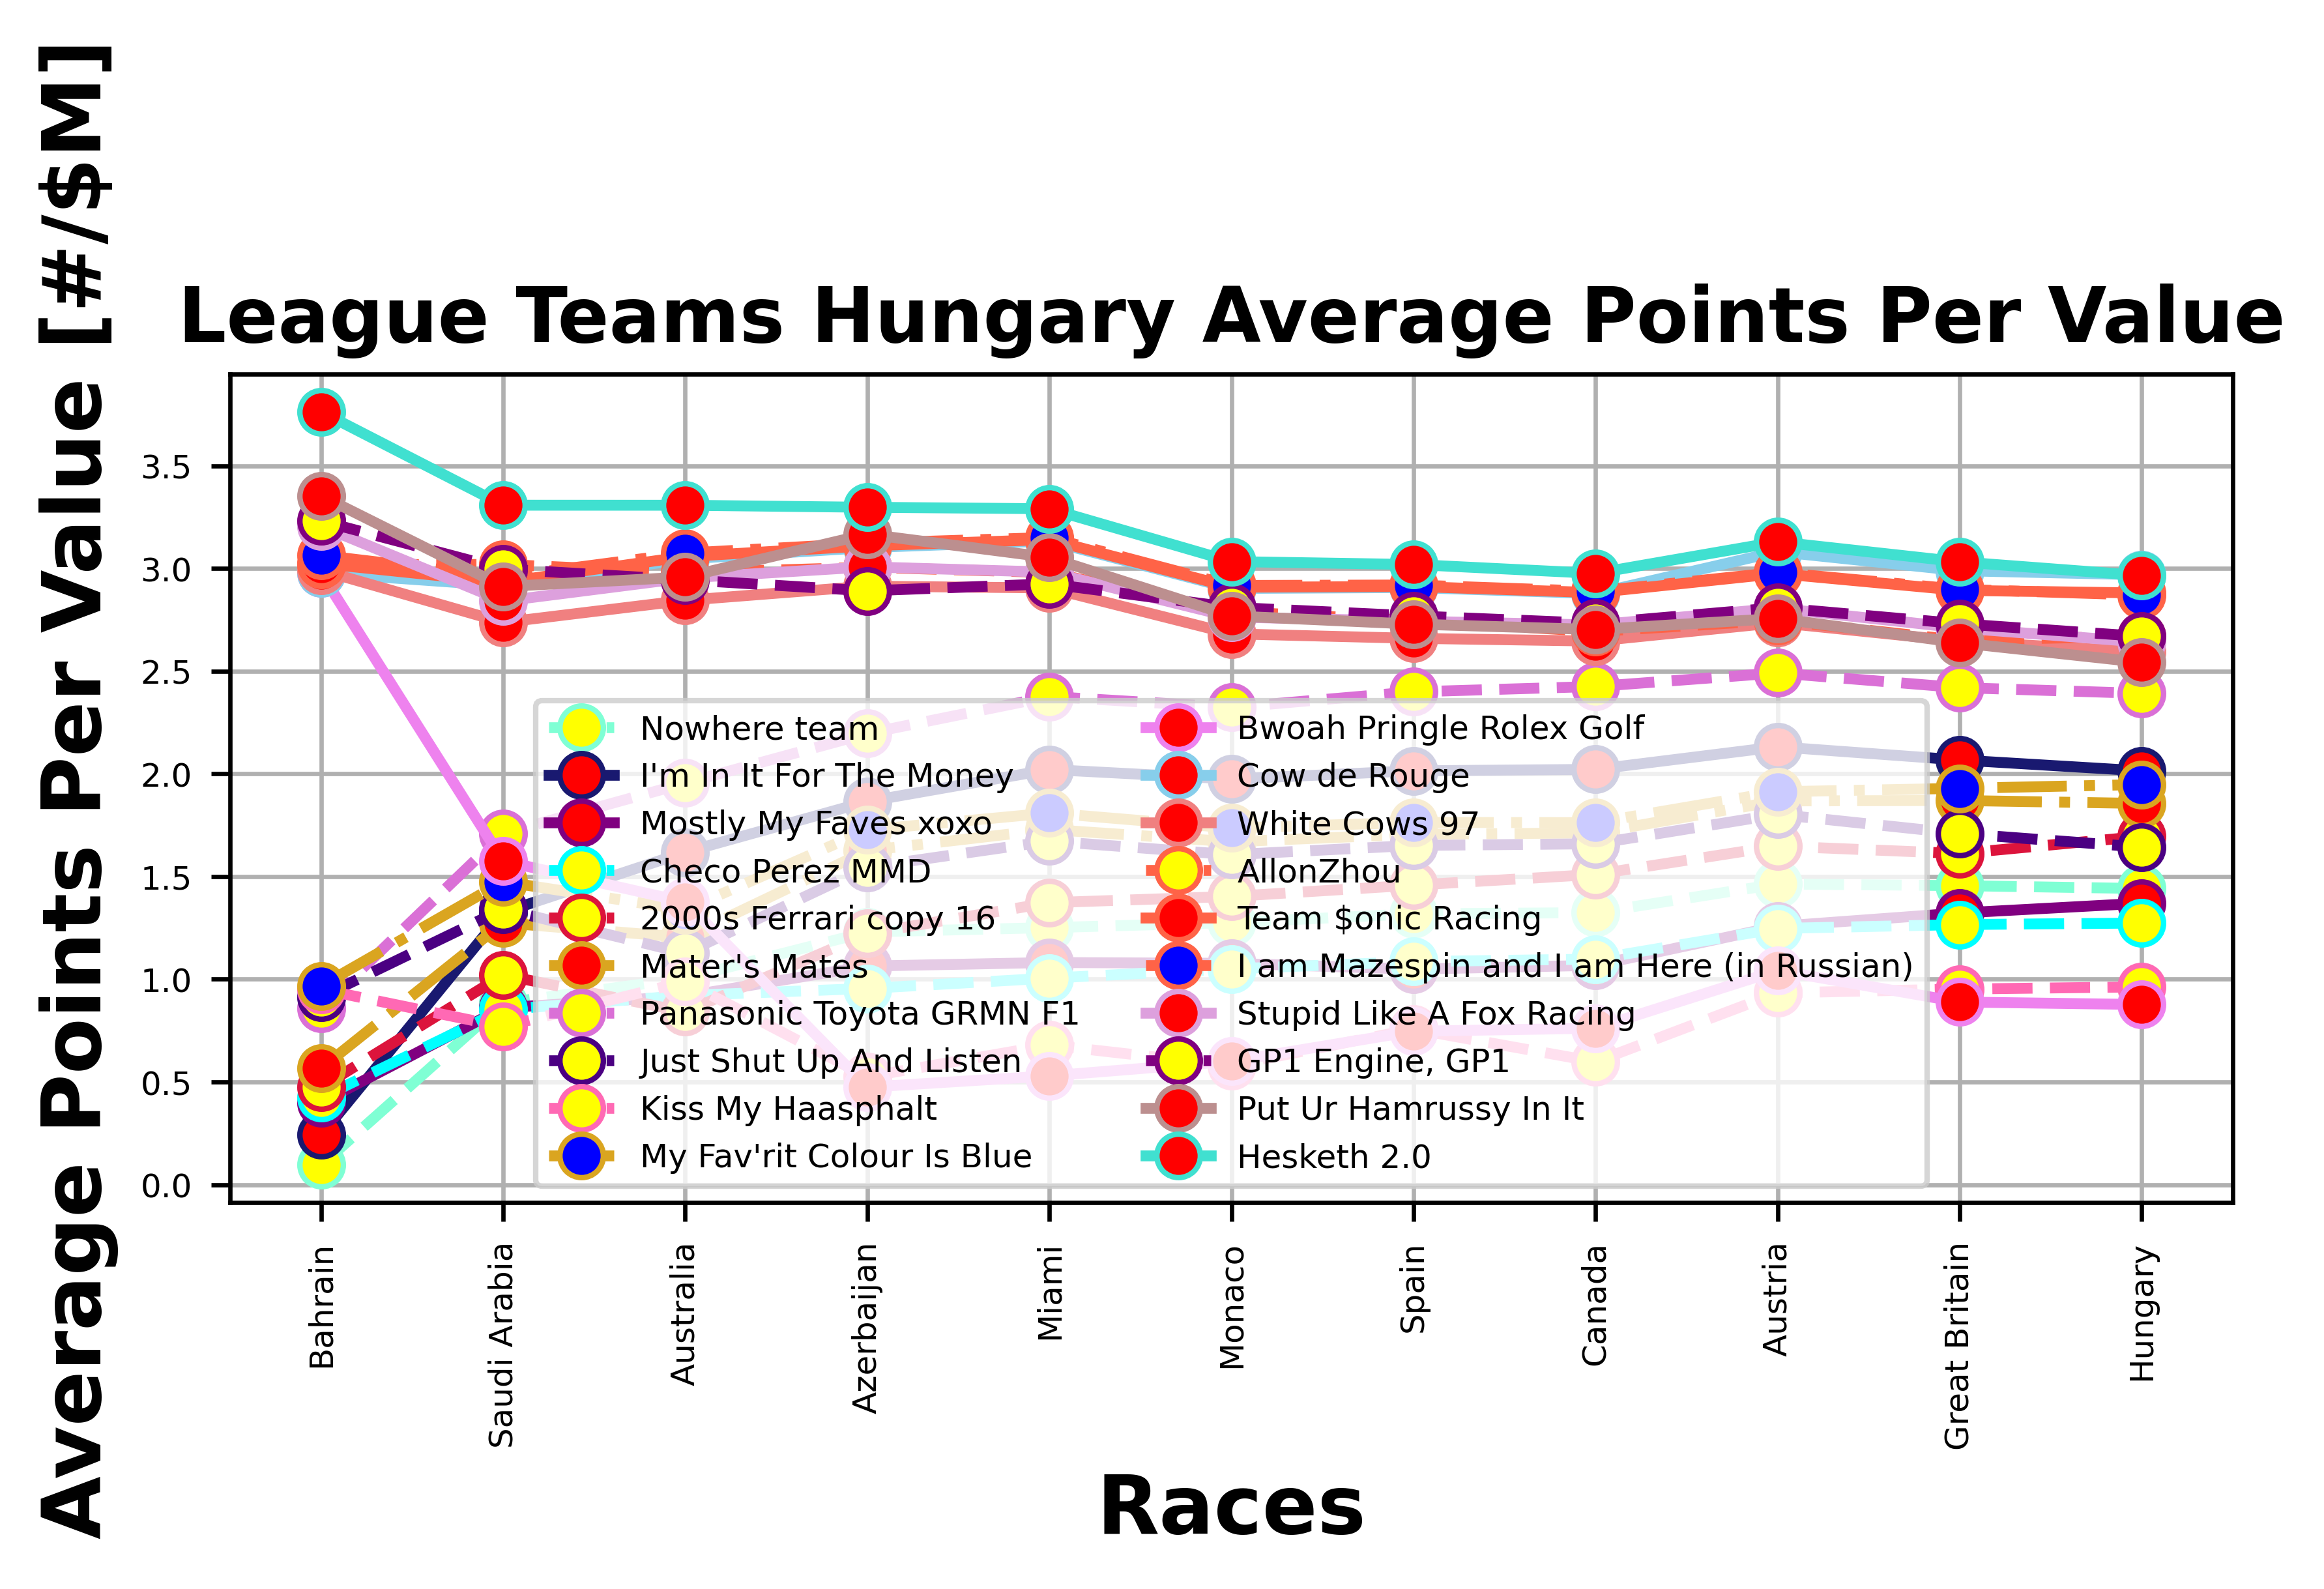 League Teams Hungary Average Points Per Value
Average Points Per Value [#/$M]
3.5
3.0
2.5
2.0
1.5
1.0
0.5
0.0
Nowhere team
I'm In It For The Money
Mostly My Faves xoxo
Checo Perez MMD
2000s Ferrari copy 16
Mater's Mates
Panasonic Toyota GRMN F1
Just Shut Up And Listen
Kiss My Haasphalt
My Fav'rit Colour Is Blue
Bwoah Pringle Rolex Golf
Cow de Rouge
White Cows 97
AllonZhou
Team $onic Racing
I am Mazespin and I am Here (in Russian)
Stupid Like A Fox Racing
GP1 Engine, GP1
Put Ur Hamrussy In It
Hesketh 2.0
Bahrain
Saudi Arabia
Australia
Azerbaijan
Miami
Monaco
Spain
Canada
Austria
Great Britain
Hungary
Races